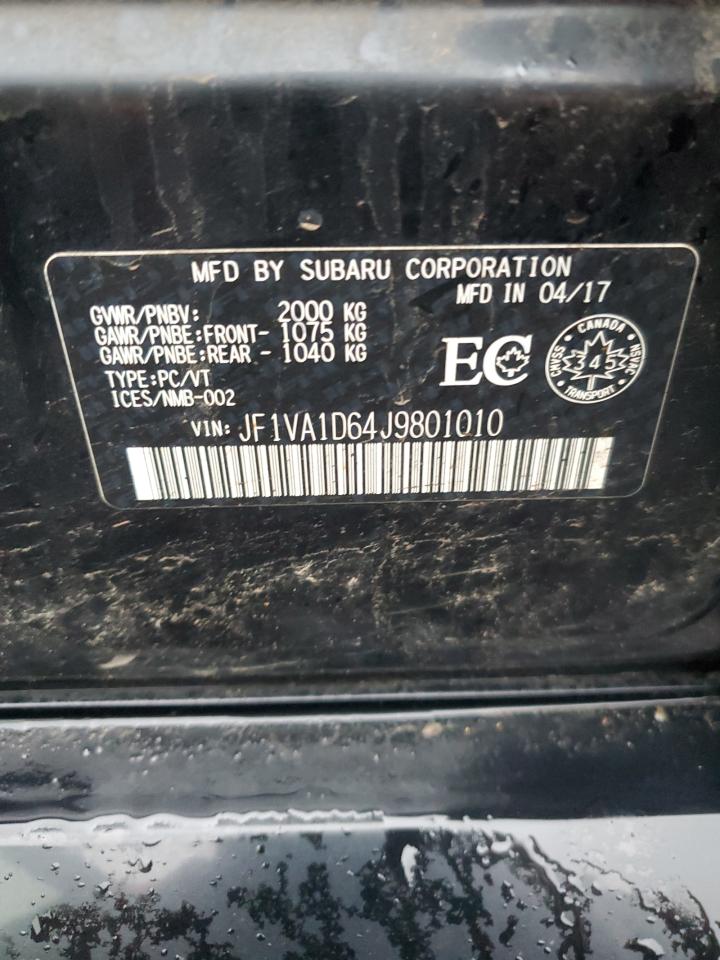 MFD BY SUBARU CORPORATION
MFD IN 04/17
GVWR/PNBV: 2000 KG
GAWR/PNBE:FRONT- 1075 KG
GAWR/PNBE:REAR - 1040 KG
TYPE:PC/VT
ICES/NMB-002
EC
CANADA
CMVSS
345
NSVAC
TRANSPORT
VIN: JF1VA1D64J9801010